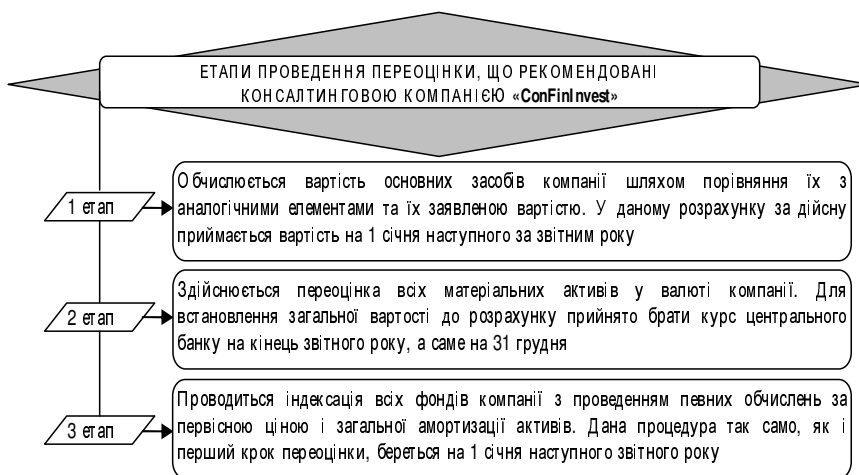 ЕТАПИ ПРОВЕДЕННЯ ПЕРЕОЦІНКИ, ЩО РЕКОМЕНДОВАНІ
КОНСАЛТИНГОВОЮ КОМПАНІЄЮ «ConFinInvest»
1 етап
Обчислюється вартість основних засобів компанії шляхом порівняння їх з
аналогічними елементами та їх заявленою вартістю. У даному розрахунку за дійсну
приймається вартість на 1 січня наступного за звітним року
2 етап
Здійснюється переоцінка всіх матеріальних активів у валюті компанії. Для
встановлення загальної вартості до розрахунку прийнято брати курс центрального
банку на кінець звітного року, а саме на 31 грудня
3 етап
Проводиться індексація всіх фондів компанії з проведенням певних обчислень за
первісною ціною і загальної амортизації активів. Дана процедура так само, як і
перший крок переоцінки, береться на 1 січня наступного звітного року